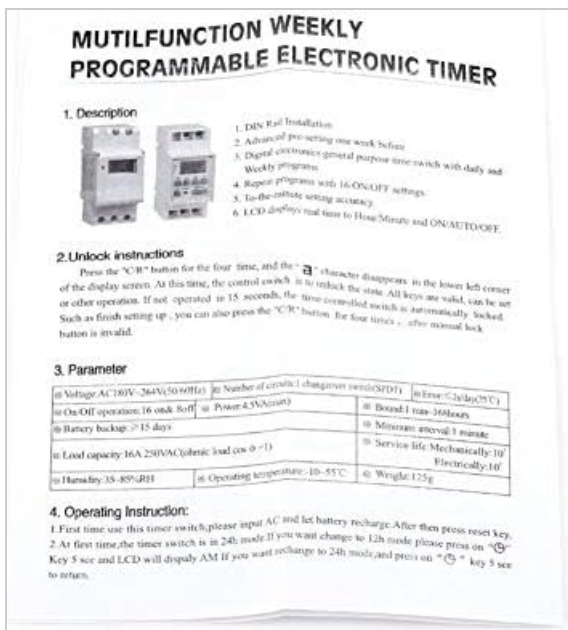 MUTILFUNCTION WEEKLY
PROGRAMMABLE ELECTRONIC TIMER
1. Description
1. DIN Rail Installation
2. Advanced pre-setting one week before
3. Digital electronics general purpose time switch with daily and
Weekly programs
4. Repeat programs with 16 ON/OFF settings.
5. To-the-minute setting accuracy.
6. LCD displays real time to Hour/Minute and ON/AUTO/OFF.
2.Unlock instructions
Press the "C/R" button for the four time, and the " " character disappears in the lower left corner
of the display screen. At this time, the control switch is to unlock the state. All keys are valid, can be set
or other operation. If not operated in 15 seconds, the time-controlled switch is automatically locked.
Such as finish setting up , you can also press the "C/R" button for four times , after manual lock
button is invalid.
3. Parameter
Voltage:AC180V~264V(50/60Hz) Number of circuits:1 changeover switch(SPDT) Error:≤2s/day(25℃)
On/Off operation:16 on& 8off Power:4.5VA(max) Bound:1 min~168hours
Battery backup:≥15 days Minimum interval:1 minute
Load capacity:16A 250VAC(ohmic load cos Φ=1) Service life:Mechanically:10
Electrically:10
Humidity:35~85%RH Operating temperature:-10~55℃ Weight:125g
4. Operating Instruction:
1.First time use this timer switch,please input AC and let battery recharge.After then press reset key.
2.At first time,the timer switch is in 24h mode.If you want change to 12h mode please press on " "
Key 5 sec and LCD will dispaly AM If you want rechange to 24h mode,and press on " " key 5 sec
to return.